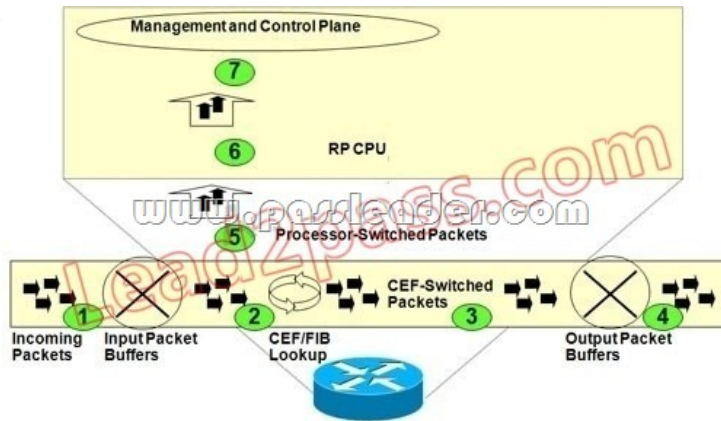 Management and Control Plane
7
6
RP CPU
www.passleader.com
Lead2pass.com
5
Processor-Switched Packets
CEF-Switched
Packets
1
2
3
4
Incoming
Packets
Input Packet
Buffers
CEF/FIB
Lookup
Output Packet
Buffers